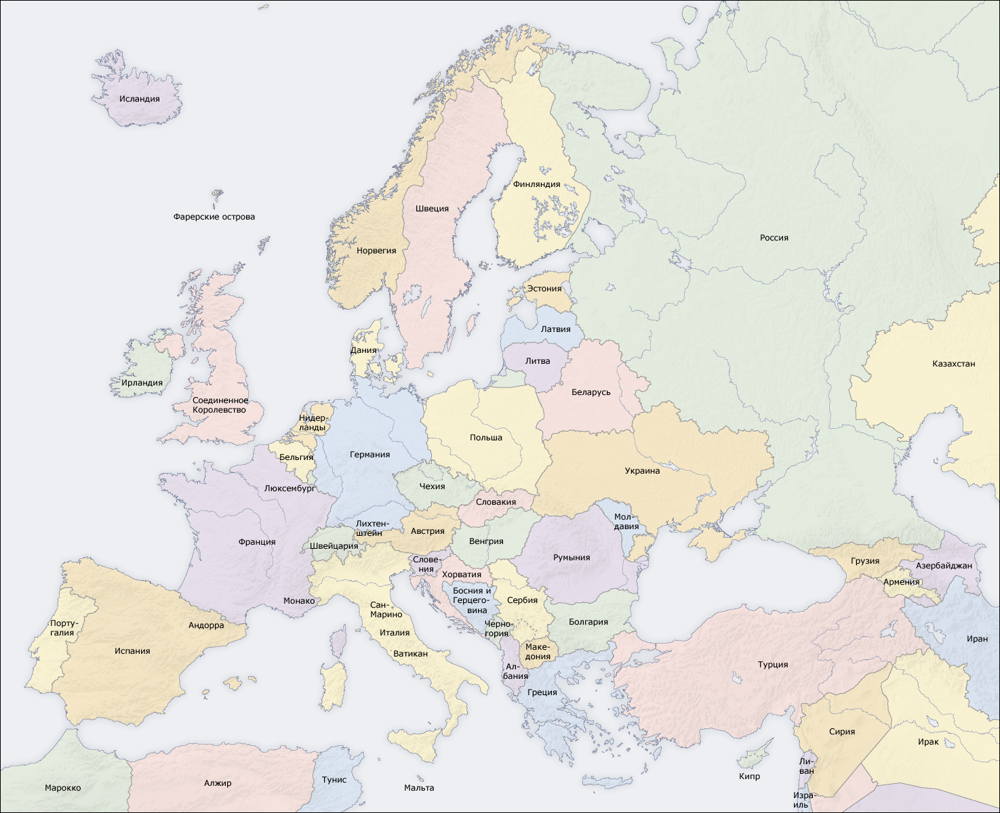 Исландия
Фарерские острова
Финляндия
Швеция
Россия
Норвегия
Эстония
Латвия
Дания
Литва
Казахстан
Ирландия
Беларусь
Соединенное
Королевство
Нидер-
ланды
Польша
Германия
Бельгия
Украина
Люксембург
Чехия
Словакия
Мол-
давия
Лихтен-
штейн
Австрия
Франция
Венгрия
Швейцария
Румыния
Слове-
ния
Грузия
Азербайджан
Хорватия
Армения
Босния и
Герцего-
вина
Сербия
Монако
Сан-
Марино
Порту-
галия
Андорра
Болгария
Черно-
гория
Италия
Иран
Испания
Ватикан
Маке-
дония
Турция
Ал-
бания
Греция
Сирия
Ирак
Ли-
ван
Кипр
Тунис
Алжир
Марокко
Мальта
Изра-
иль